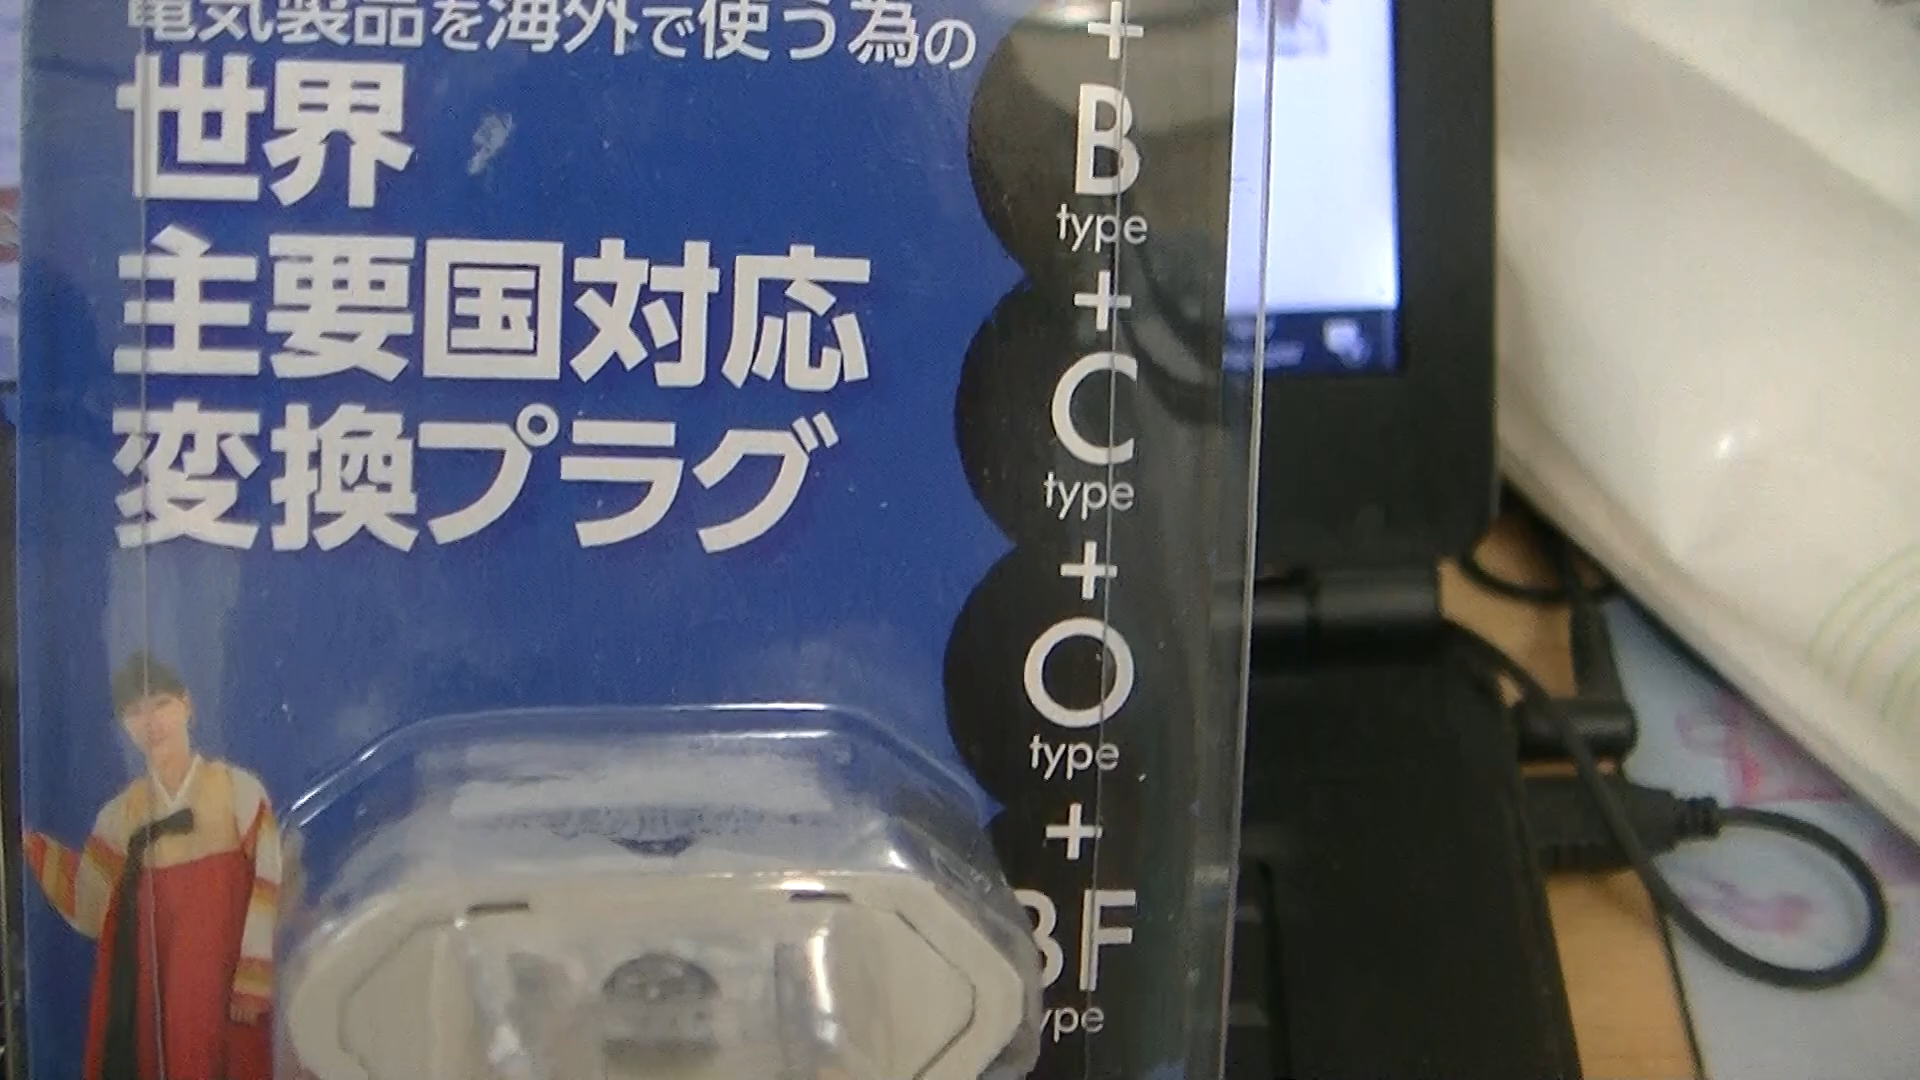 電気製品を海外で使う為の
世界
主要国対応
変換プラグ
+
B
type
+
C
type
+
O
type
+
BF
type